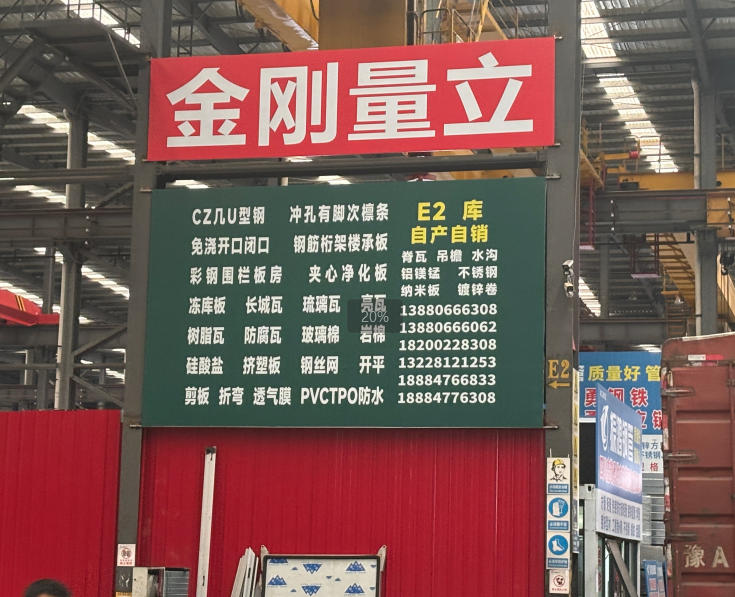 金刚量立
CZ几U型钢 冲孔有脚次檩条
免浇开口闭口 钢筋桁架楼承板
彩钢围栏板房 夹心净化板
冻库板 长城瓦 琉璃瓦 亮瓦
树脂瓦 防腐瓦 玻璃棉 岩棉
硅酸盐 挤塑板 钢丝网 开平
剪板 折弯 透气膜 PVCTPO防水
E2 库
自产自销
脊瓦 吊檐 水沟
铝镁锰 不锈钢
纳米板 镀锌卷
13880666308
13880666062
18200228308
13228121253
18884766833
18884776308
20%
E2
质量好 管
钢铁
豫A